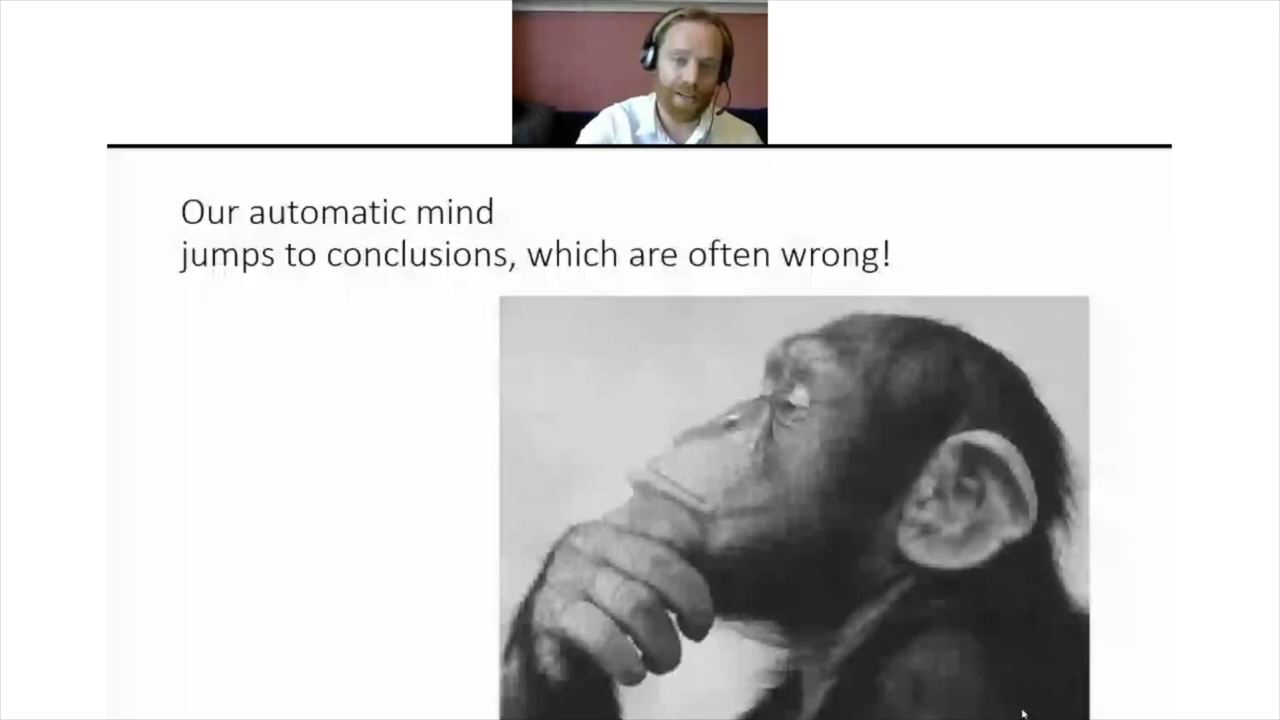 Our automatic mind
jumps to conclusions, which are often wrong!